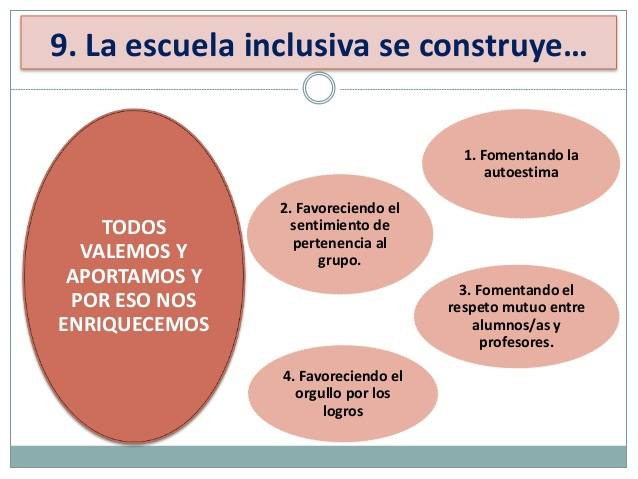 9. La escuela inclusiva se construye…
TODOS
VALEMOS Y
APORTAMOS Y
POR ESO NOS
ENRIQUECEMOS
1. Fomentando la
autoestima
2. Favoreciendo el
sentimiento de
pertenencia al
grupo.
3. Fomentando el
respeto mutuo entre
alumnos/as y
profesores.
4. Favoreciendo el
orgullo por los
logros